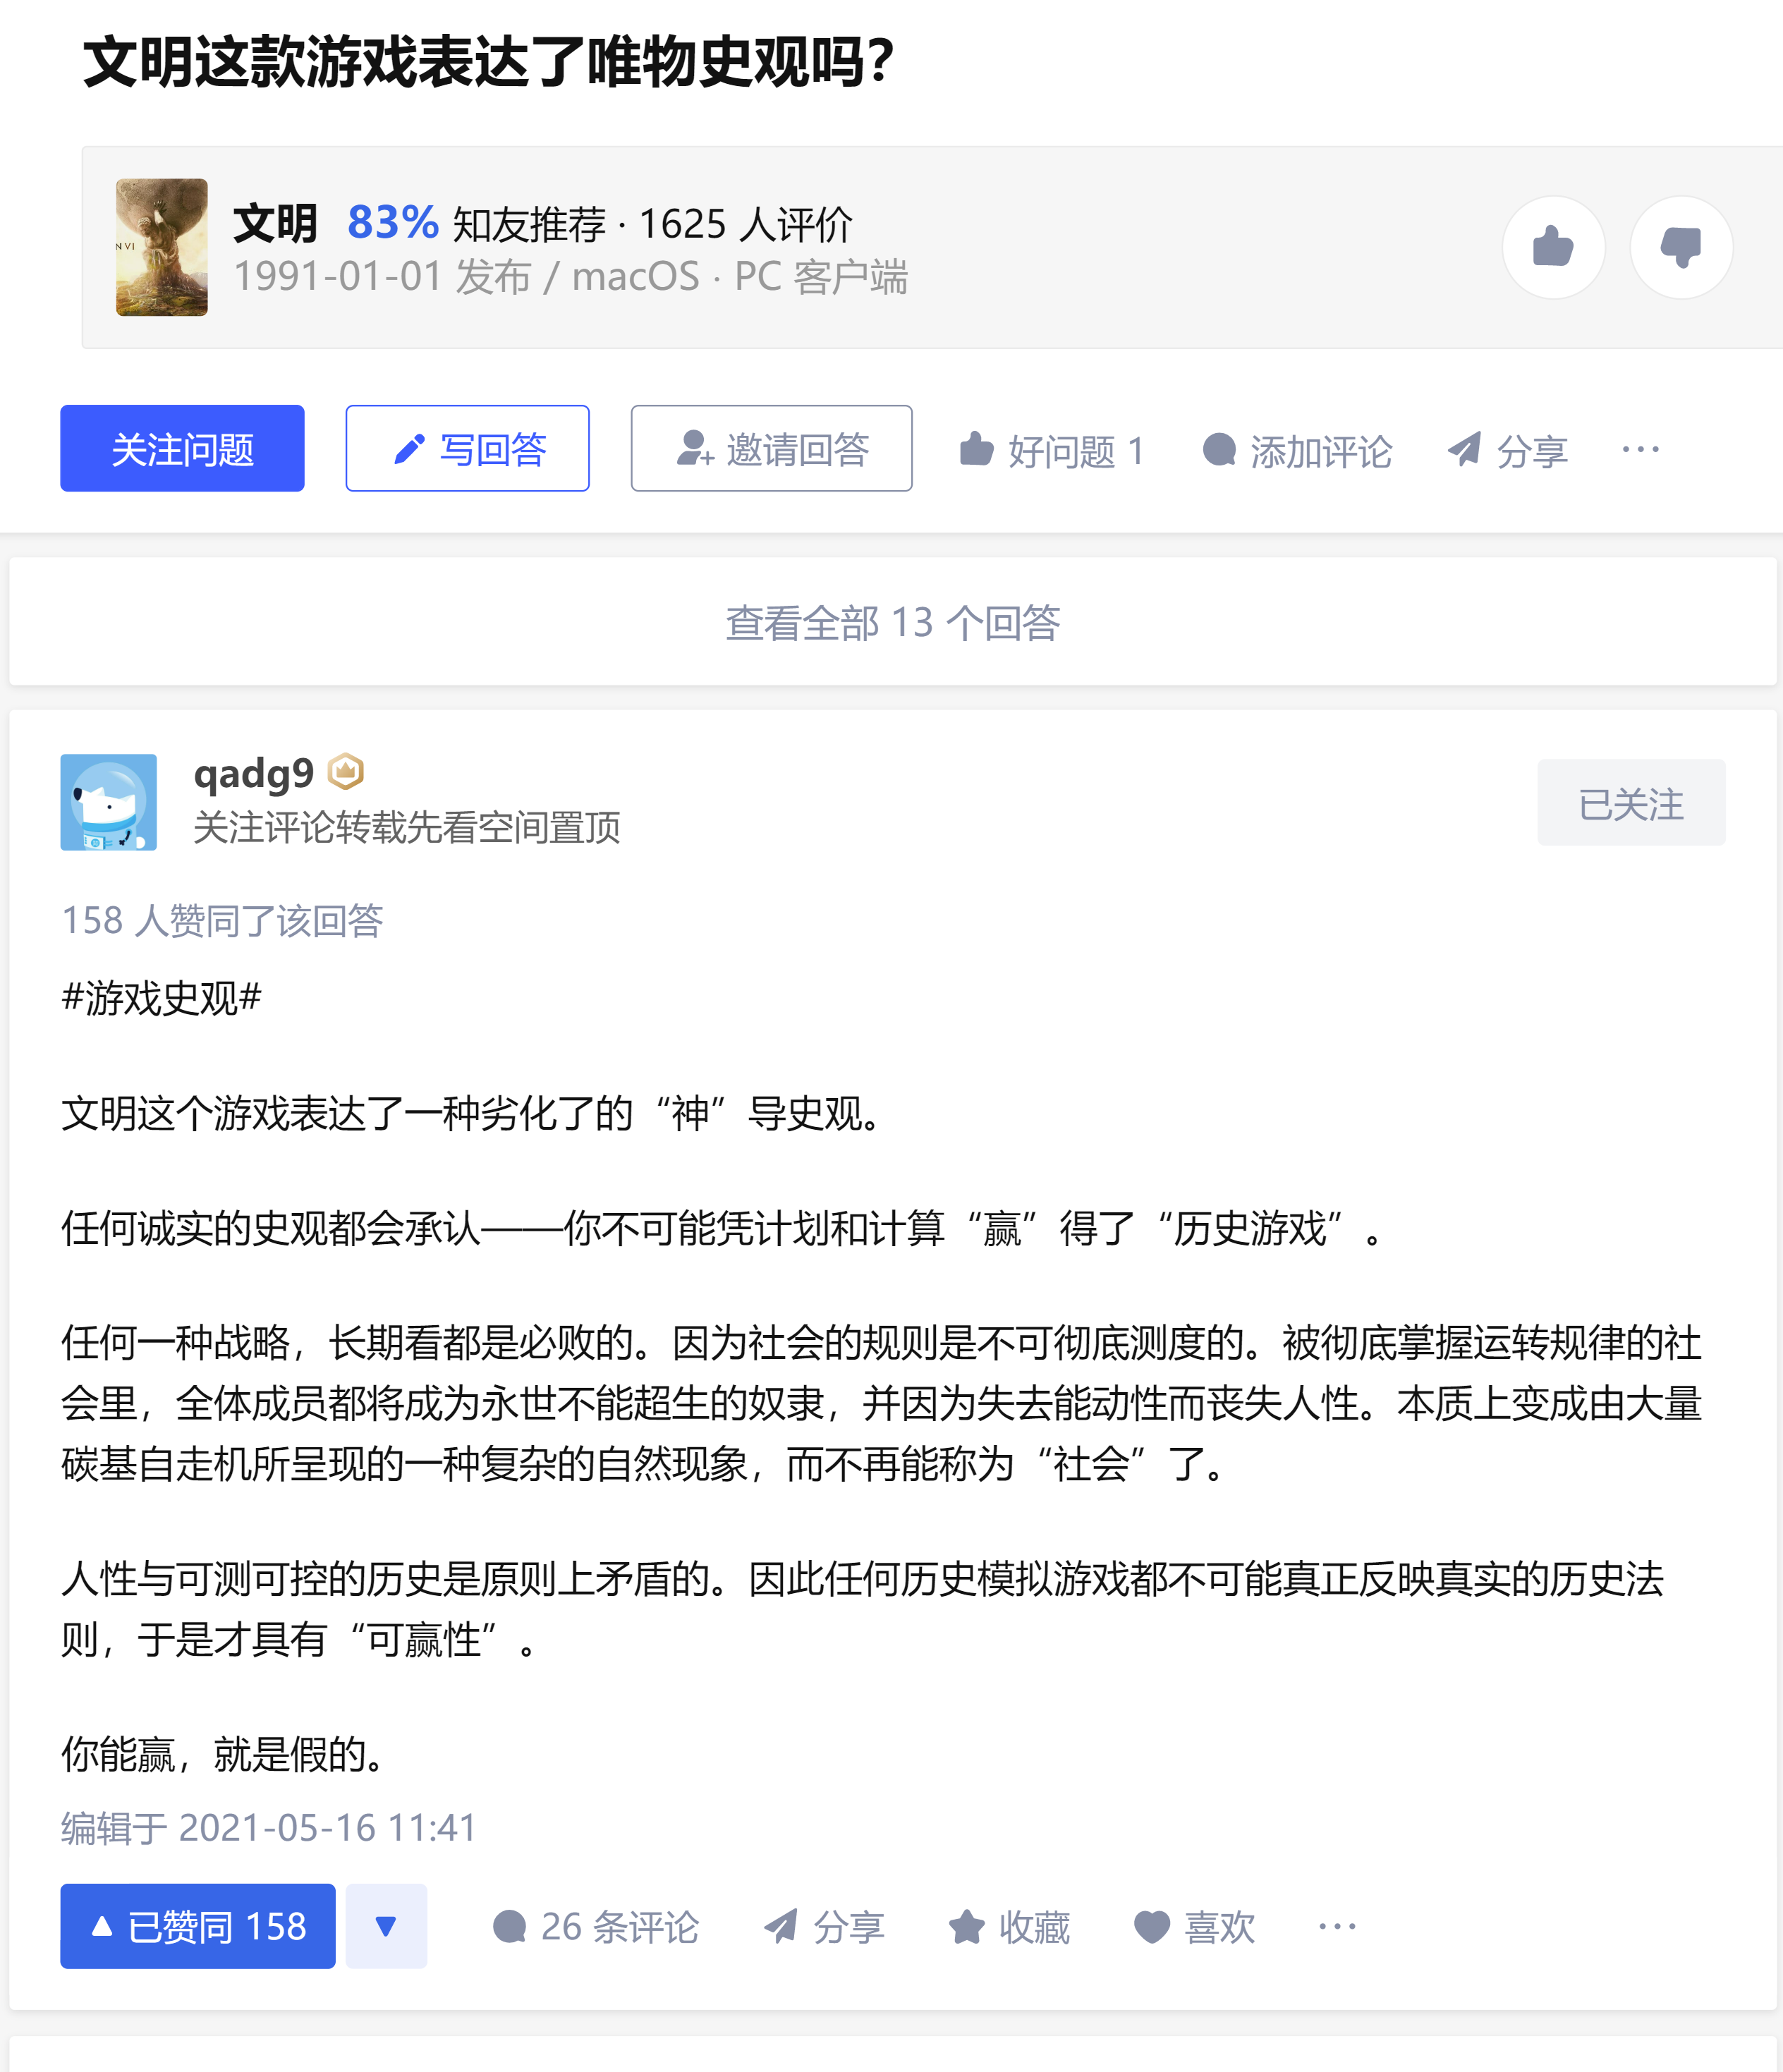 文明这款游戏表达了唯物史观吗？
N VI
文明 83% 知友推荐 · 1625 人评价
1991-01-01 发布 / macOS · PC 客户端
关注问题 写回答 邀请回答 好问题 1 添加评论 分享 ···
查看全部 13 个回答
qadg9
关注评论转载先看空间置顶
已关注
158 人赞同了该回答
#游戏史观#
文明这个游戏表达了一种劣化了的“神”导史观。
任何诚实的史观都会承认——你不可能凭计划和计算“赢”得了“历史游戏”。
任何一种战略，长期看都是必败的。因为社会的规则是不可彻底测度的。被彻底掌握运转规律的社
会里，全体成员都将成为永世不能超生的奴隶，并因为失去能动性而丧失人性。本质上变成由大量
碳基自走机所呈现的一种复杂的自然现象，而不再能称为“社会”了。
人性与可测可控的历史是原则上矛盾的。因此任何历史模拟游戏都不可能真正反映真实的历史法
则，于是才具有“可赢性”。
你能赢，就是假的。
编辑于 2021-05-16 11:41
已赞同 158 26 条评论 分享 收藏 喜欢 ···